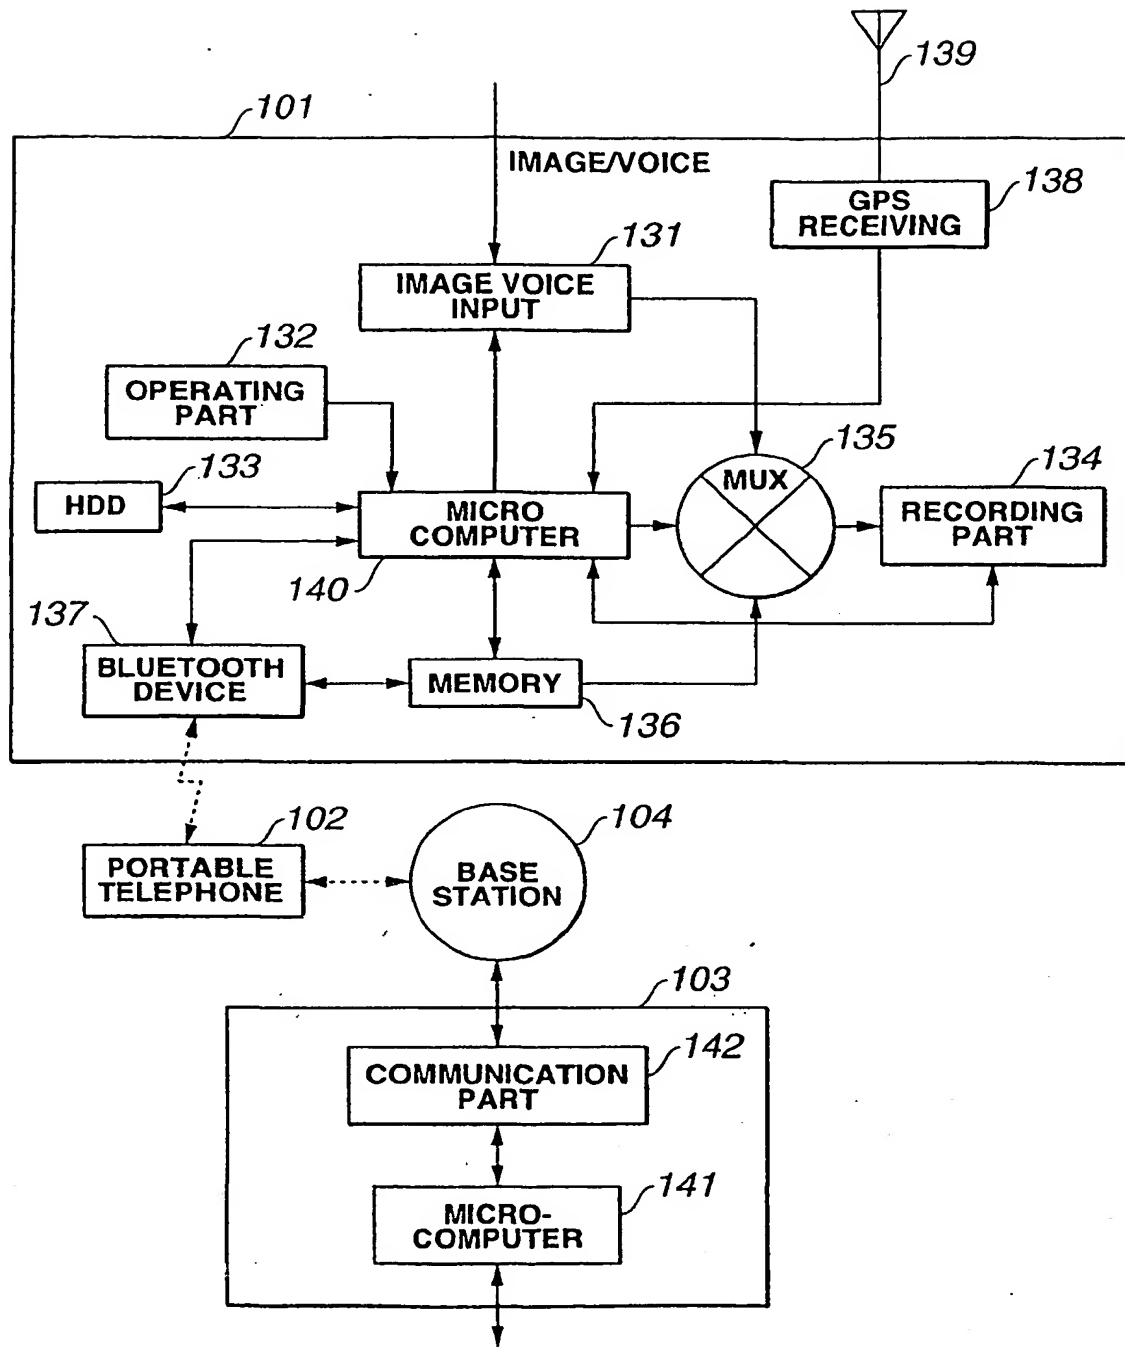 139
101
IMAGE/VOICE
138
GPS
RECEIVING
131
IMAGE VOICE
INPUT
132
OPERATING
PART
135
MUX
134
RECORDING
PART
133
HDD
MICRO
COMPUTER
140
137
BLUETOOTH
DEVICE
MEMORY
136
102
PORTABLE
TELEPHONE
104
BASE
STATION
103
142
COMMUNICATION
PART
141
MICRO-
COMPUTER